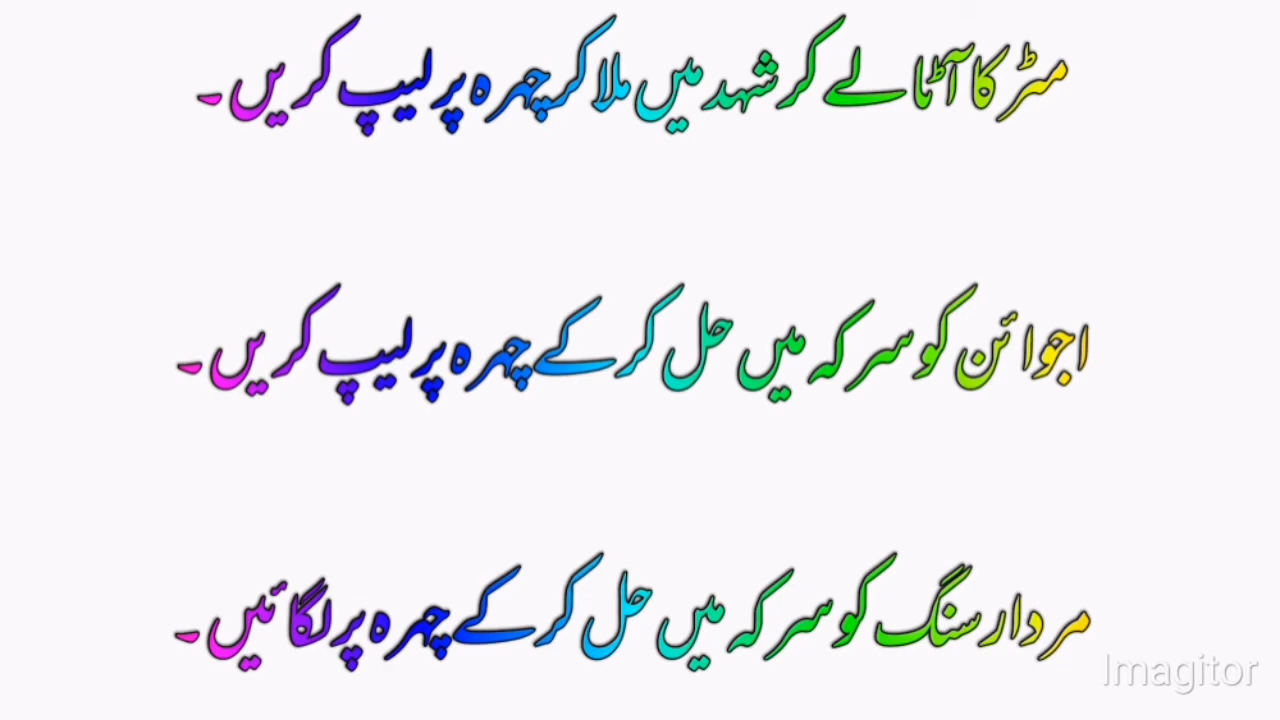 مٹر کا آٹا لے کر شہد میں ملا کر چہرہ پر لیپ کریں۔
اجوائن کو سرکہ میں حل کر کے چہرہ پر لیپ کریں۔
مردار سنگ کو سرکہ میں حل کر کے چہرہ پر لگائیں۔
Imagitor